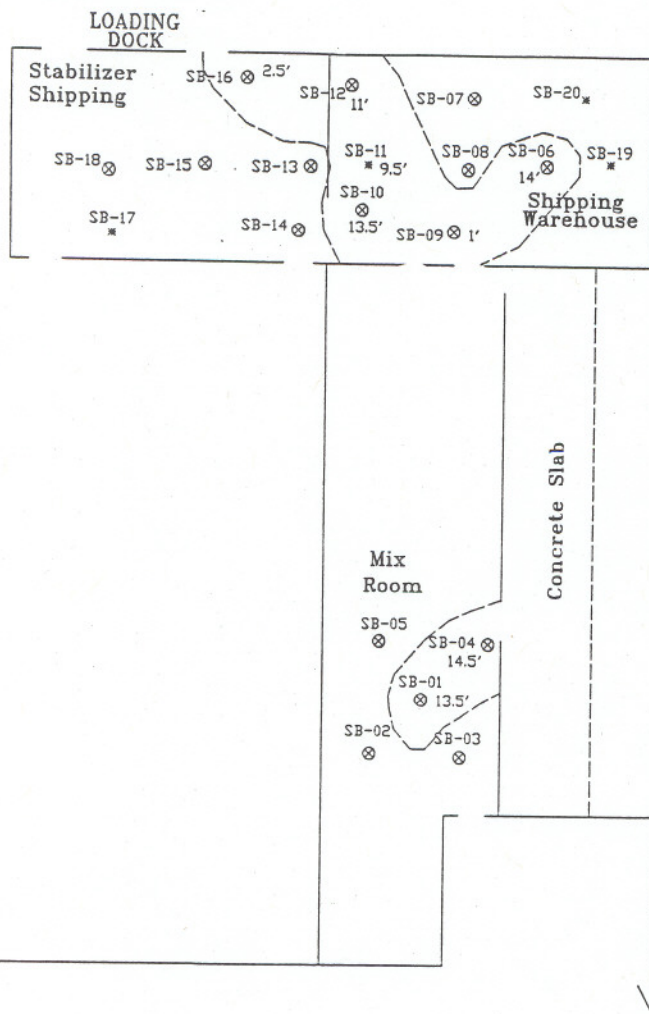 LOADING
DOCK
Stabilizer
Shipping
SB-16
2.5'
SB-12
11'
SB-07
SB-20
SB-18
SB-15
SB-13
SB-11
9.5'
SB-08
SB-06
14'
SB-19
SB-10
13.5'
Shipping
Warehouse
SB-17
SB-14
SB-09
1'
Concrete Slab
Mix
Room
SB-05
SB-04
14.5'
SB-01
13.5'
SB-02
SB-03